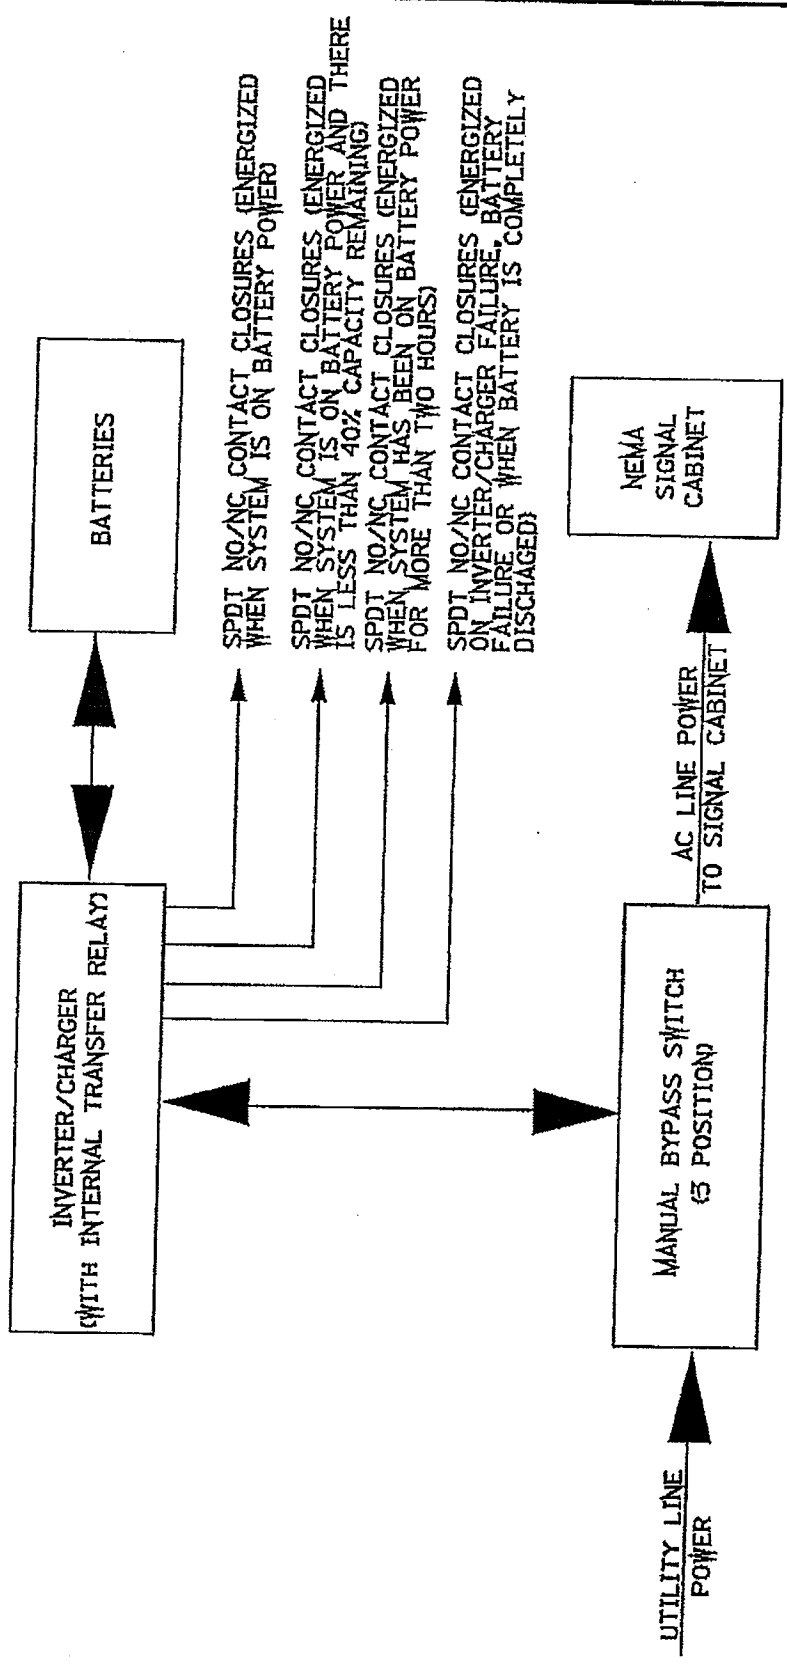 INVERTER/CHARGER
(WITH INTERNAL TRANSFER RELAY)
BATTERIES
SPDT NO/NC CONTACT CLOSURES (ENERGIZED
WHEN SYSTEM IS ON BATTERY POWER)
SPDT NO/NC CONTACT CLOSURES (ENERGIZED
WHEN SYSTEM IS ON BATTERY POWER AND THERE
IS LESS THAN 40% CAPACITY REMAINING)
SPDT NO/NC CONTACT CLOSURES (ENERGIZED
WHEN SYSTEM HAS BEEN ON BATTERY POWER
FOR MORE THAN TWO HOURS)
SPDT NO/NC CONTACT CLOSURES (ENERGIZED
ON INVERTER/CHARGER FAILURE, BATTERY
FAILURE OR WHEN BATTERY IS COMPLETELY
DISCHAGED)
UTILITY LINE
POWER
MANUAL BYPASS SWITCH
(3 POSITION)
AC LINE POWER
TO SIGNAL CABINET
NEMA
SIGNAL
CABINET